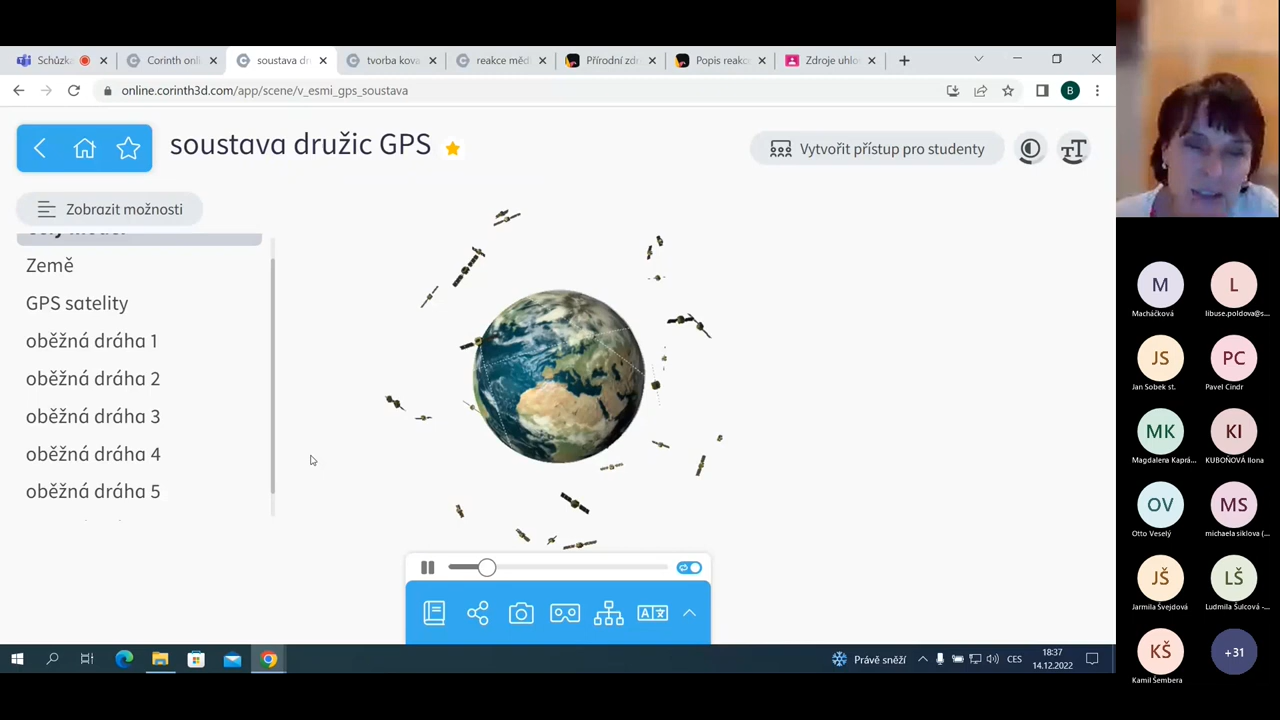 Schůzk
Corinth onl
soustava dr
tvorba kova
reakce měd
Přírodní zdr
Popis reakc
Zdroje uhlo
online.corinth3d.com/app/scene/v_esmi_gps_soustava
B
soustava družic GPS
Vytvořit přístup pro studenty
TT
Zobrazit možnosti
Země
GPS satelity
oběžná dráha 1
oběžná dráha 2
oběžná dráha 3
oběžná dráha 4
oběžná dráha 5
Právě sněží
CES
18:37
14.12.2022
M
Macháčková
L
libuse.poldova@s...
JS
Jan Sobek st.
PC
Pavel Cindr
MK
Magdalena Kaprá...
KI
KUBOŇOVÁ Ilona
OV
Otto Veselý
MS
michaela siklova (...
JŠ
Jarmila Švejdová
LŠ
Ludmila Šulcová -...
KŠ
Kamil Šembera
+31